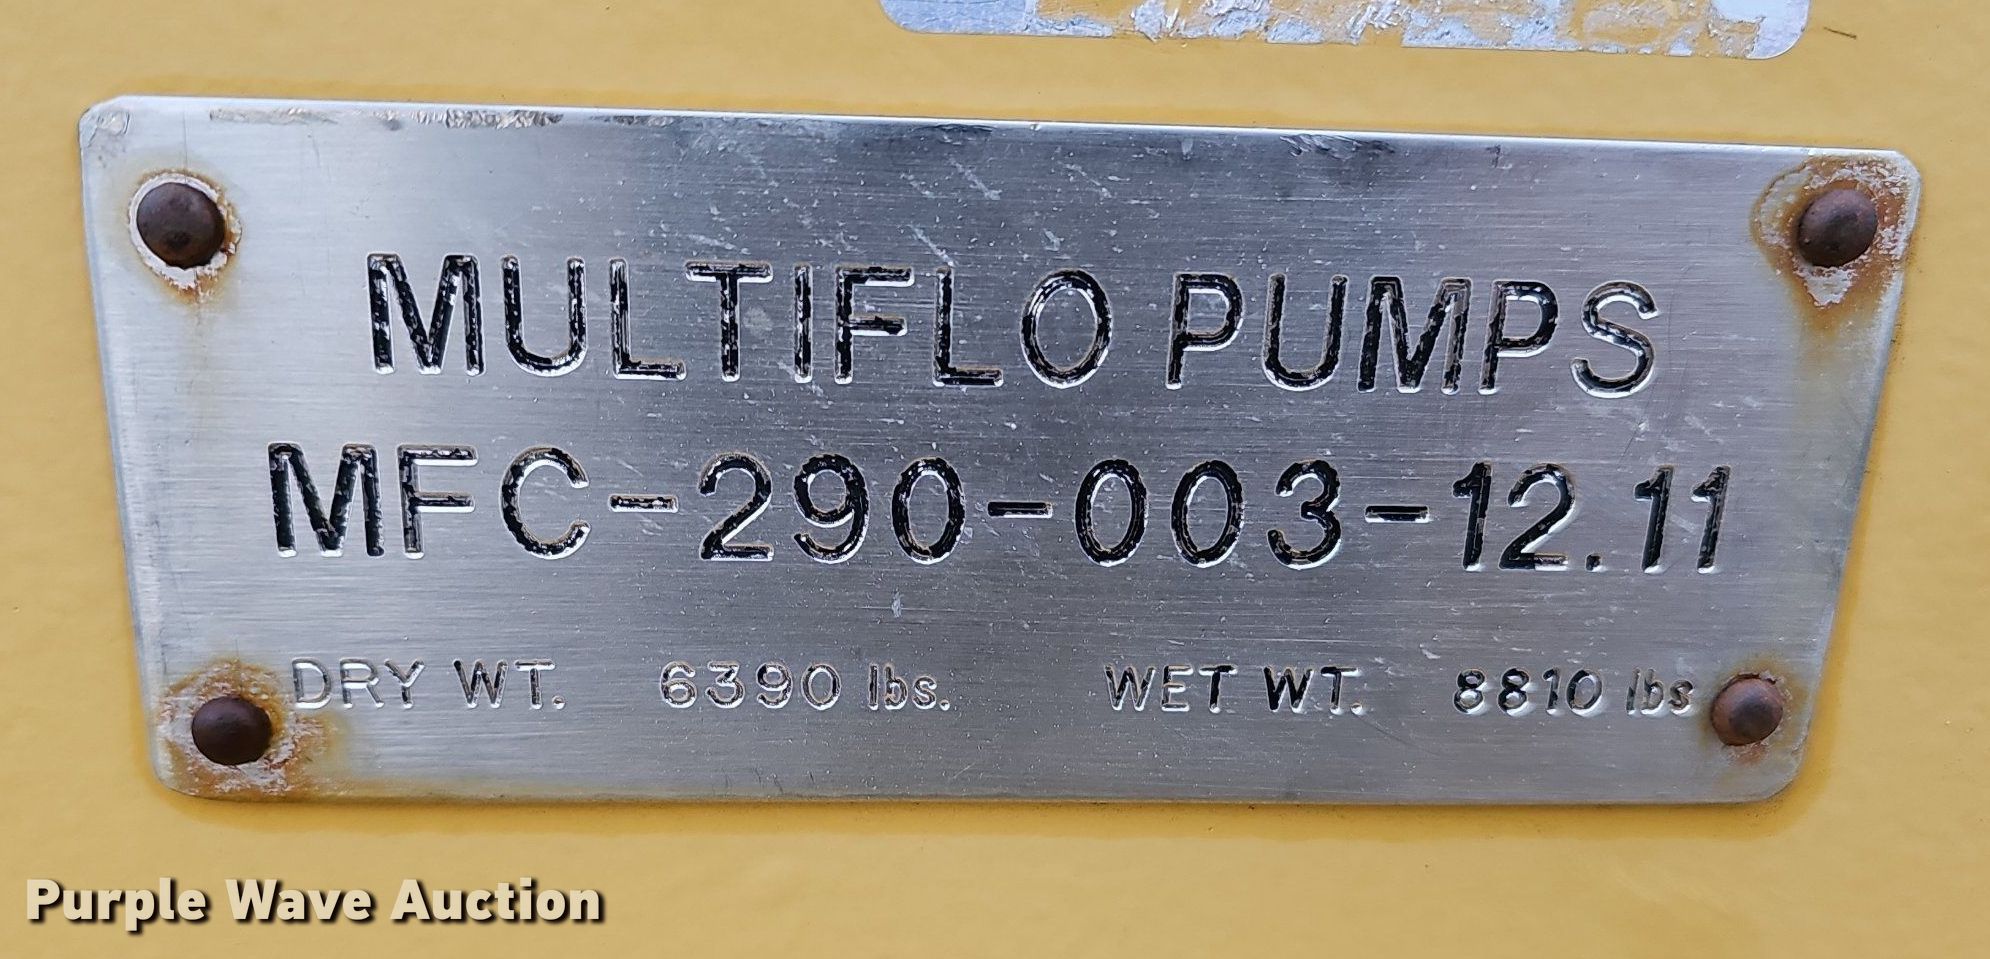 MULTIFLO PUMPS
MFC-290-003-12.11
DRY WT. 6390 lbs. WET WT. 8810 lbs
Purple Wave Auction